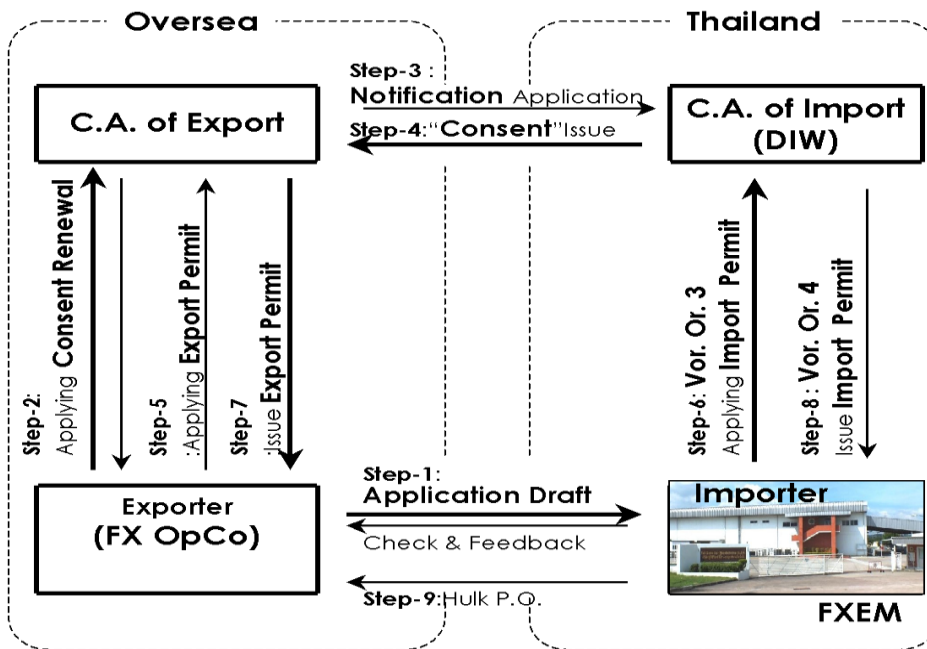 Oversea
Thailand
C.A. of Export
Step-3 :
Notification Application
Step-4:“Consent”Issue
C.A. of Import
(DIW)
Step-2:
Applying Consent Renewal
Step-5
:Applying Export Permit
Step-7
:Issue Export Permit
Step-6: Vor. Or. 3
Applying Import Permit
Step-8 : Vor. Or. 4
Issue Import Permit
Exporter
(FX OpCo)
Step-1:
Application Draft
Check & Feedback
Step-9:Hulk P.O.
Importer
FXEM